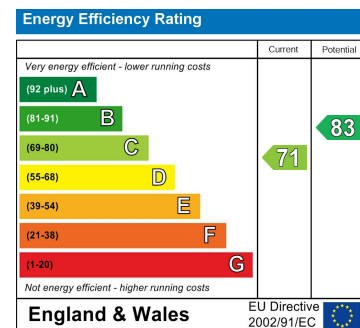 Energy Efficiency Rating
Current Potential
Very energy efficient - lower running costs
(92 plus) A
(81-91) B
83
(69-80) C
71
(55-68) D
(39-54) E
(21-38) F
(1-20) G
Not energy efficient - higher running costs
England & Wales
EU Directive
2002/91/EC